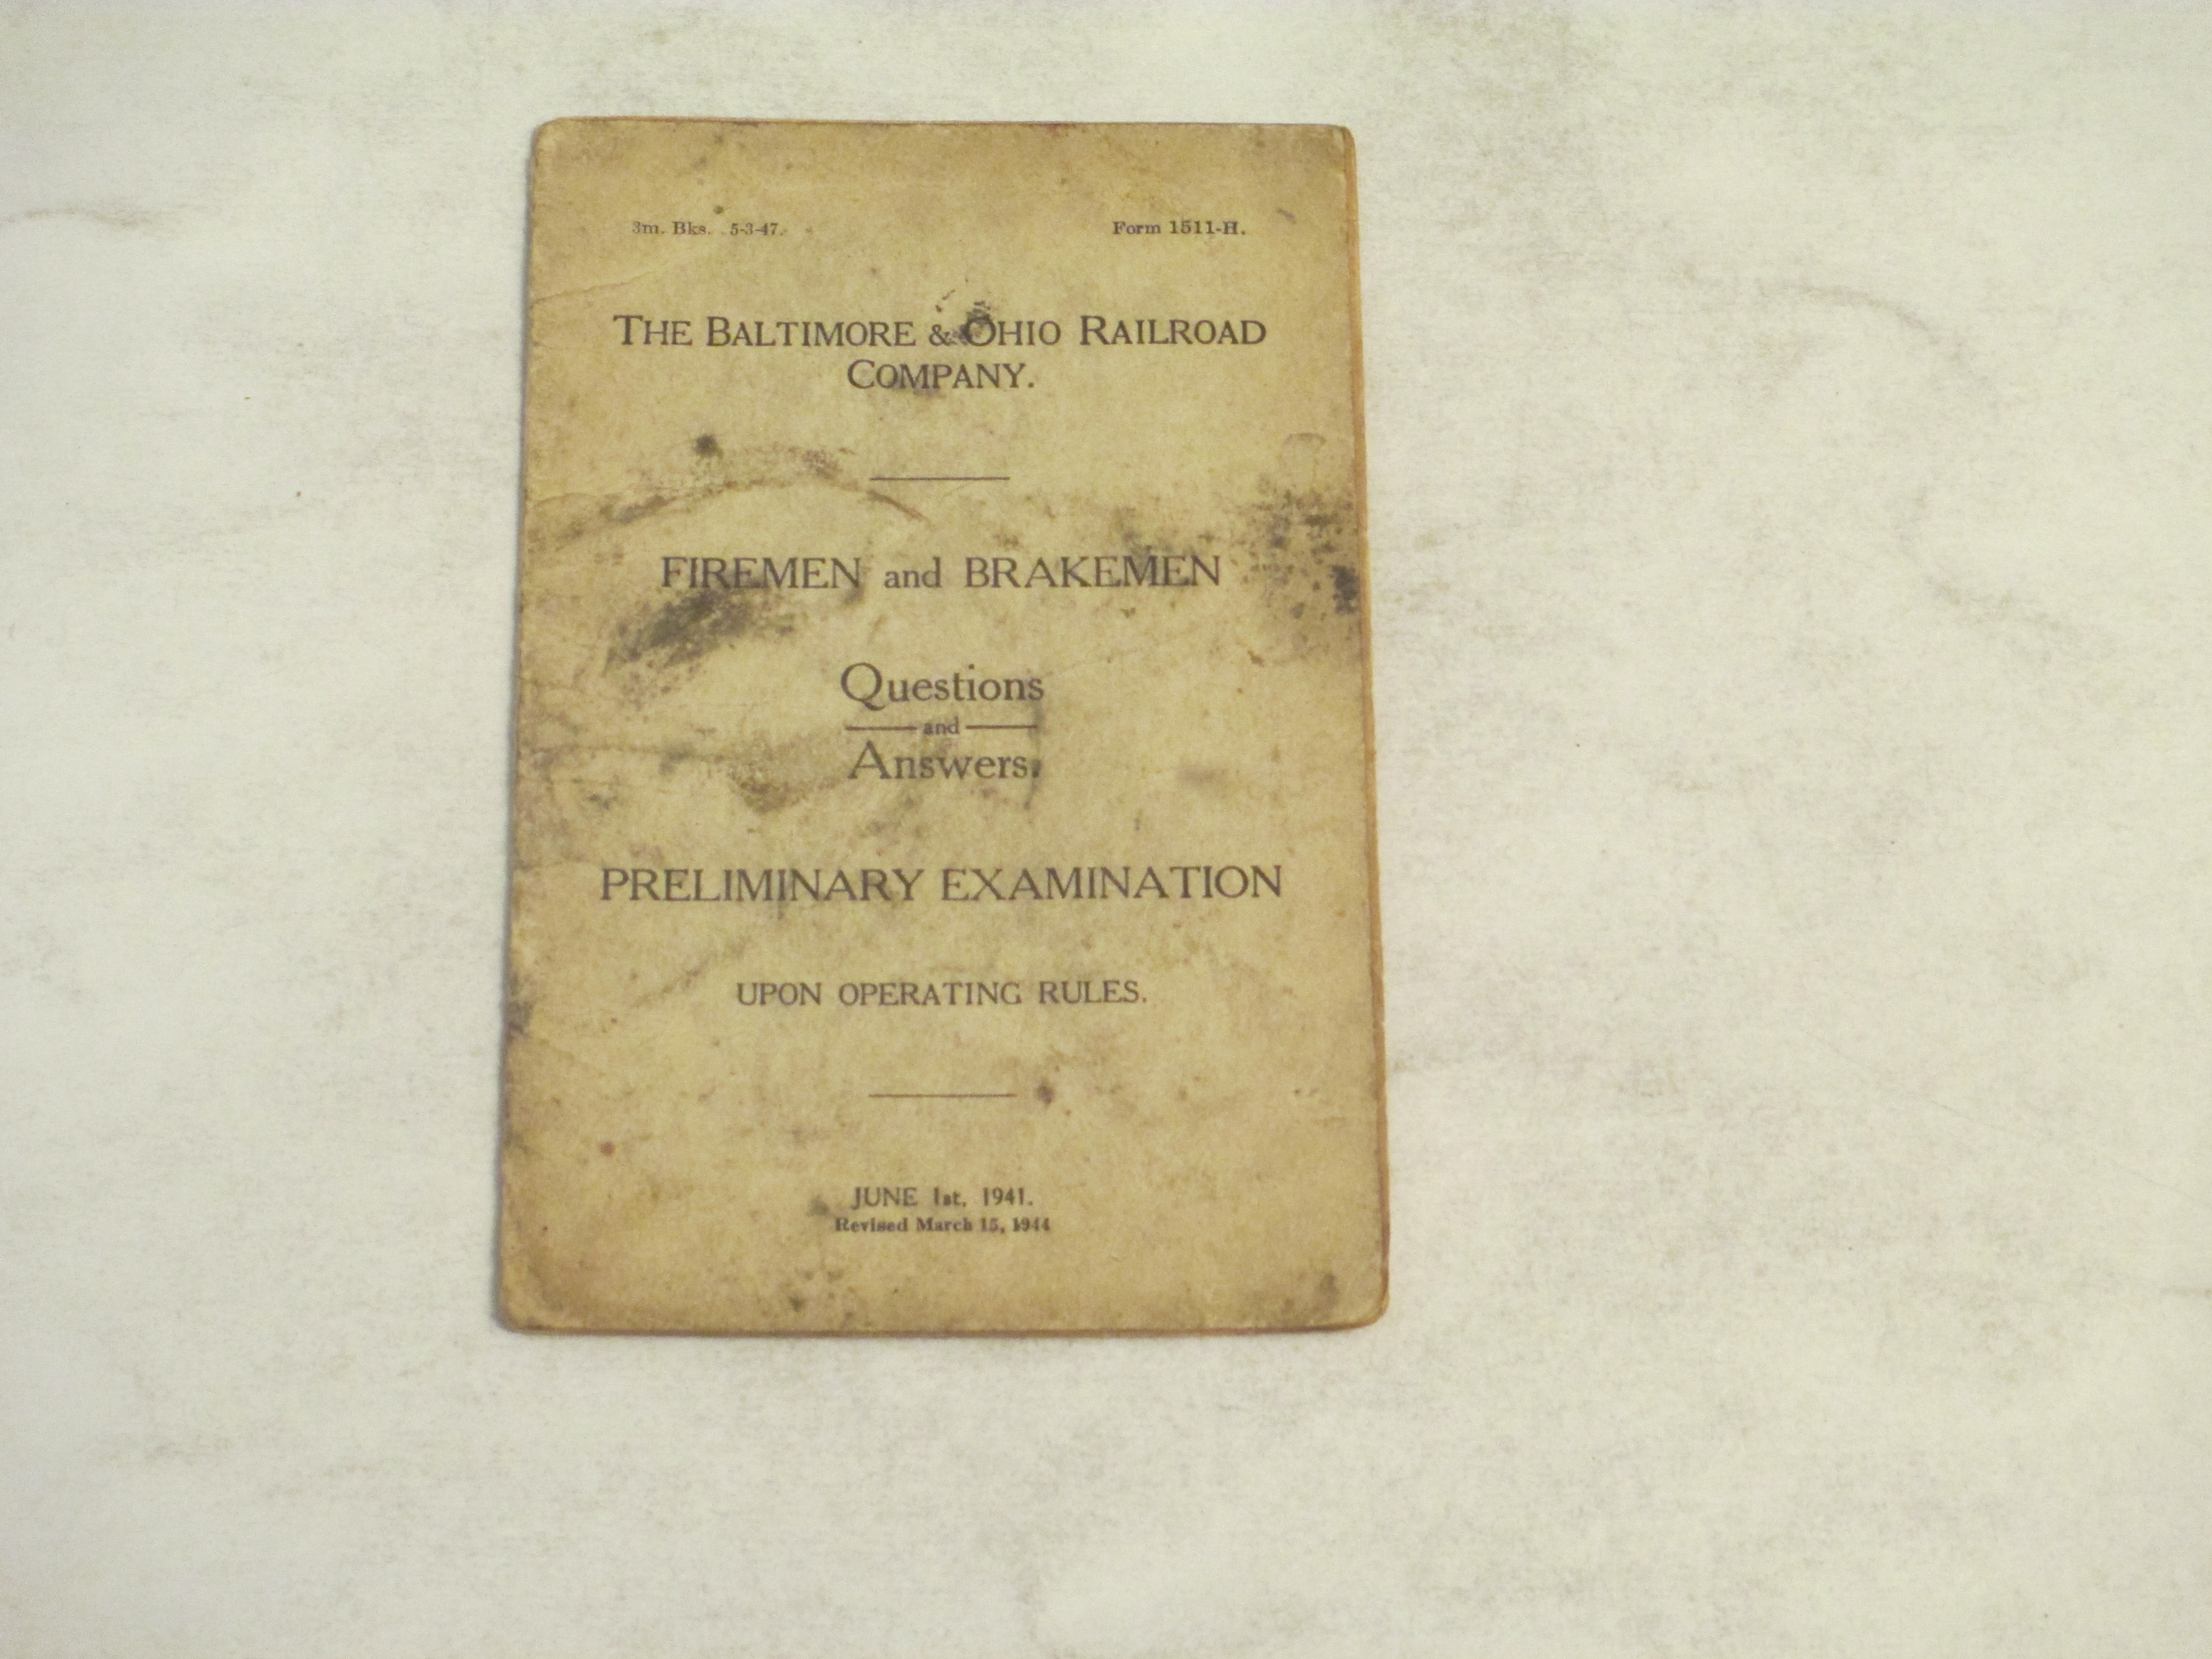 3m. Bks. 5-3-47. Form 1511-H.
THE BALTIMORE & OHIO RAILROAD
COMPANY.
FIREMEN and BRAKEMEN
Questions
and
Answers.
PRELIMINARY EXAMINATION
UPON OPERATING RULES.
JUNE 1st, 1941.
Revised March 15, 1944